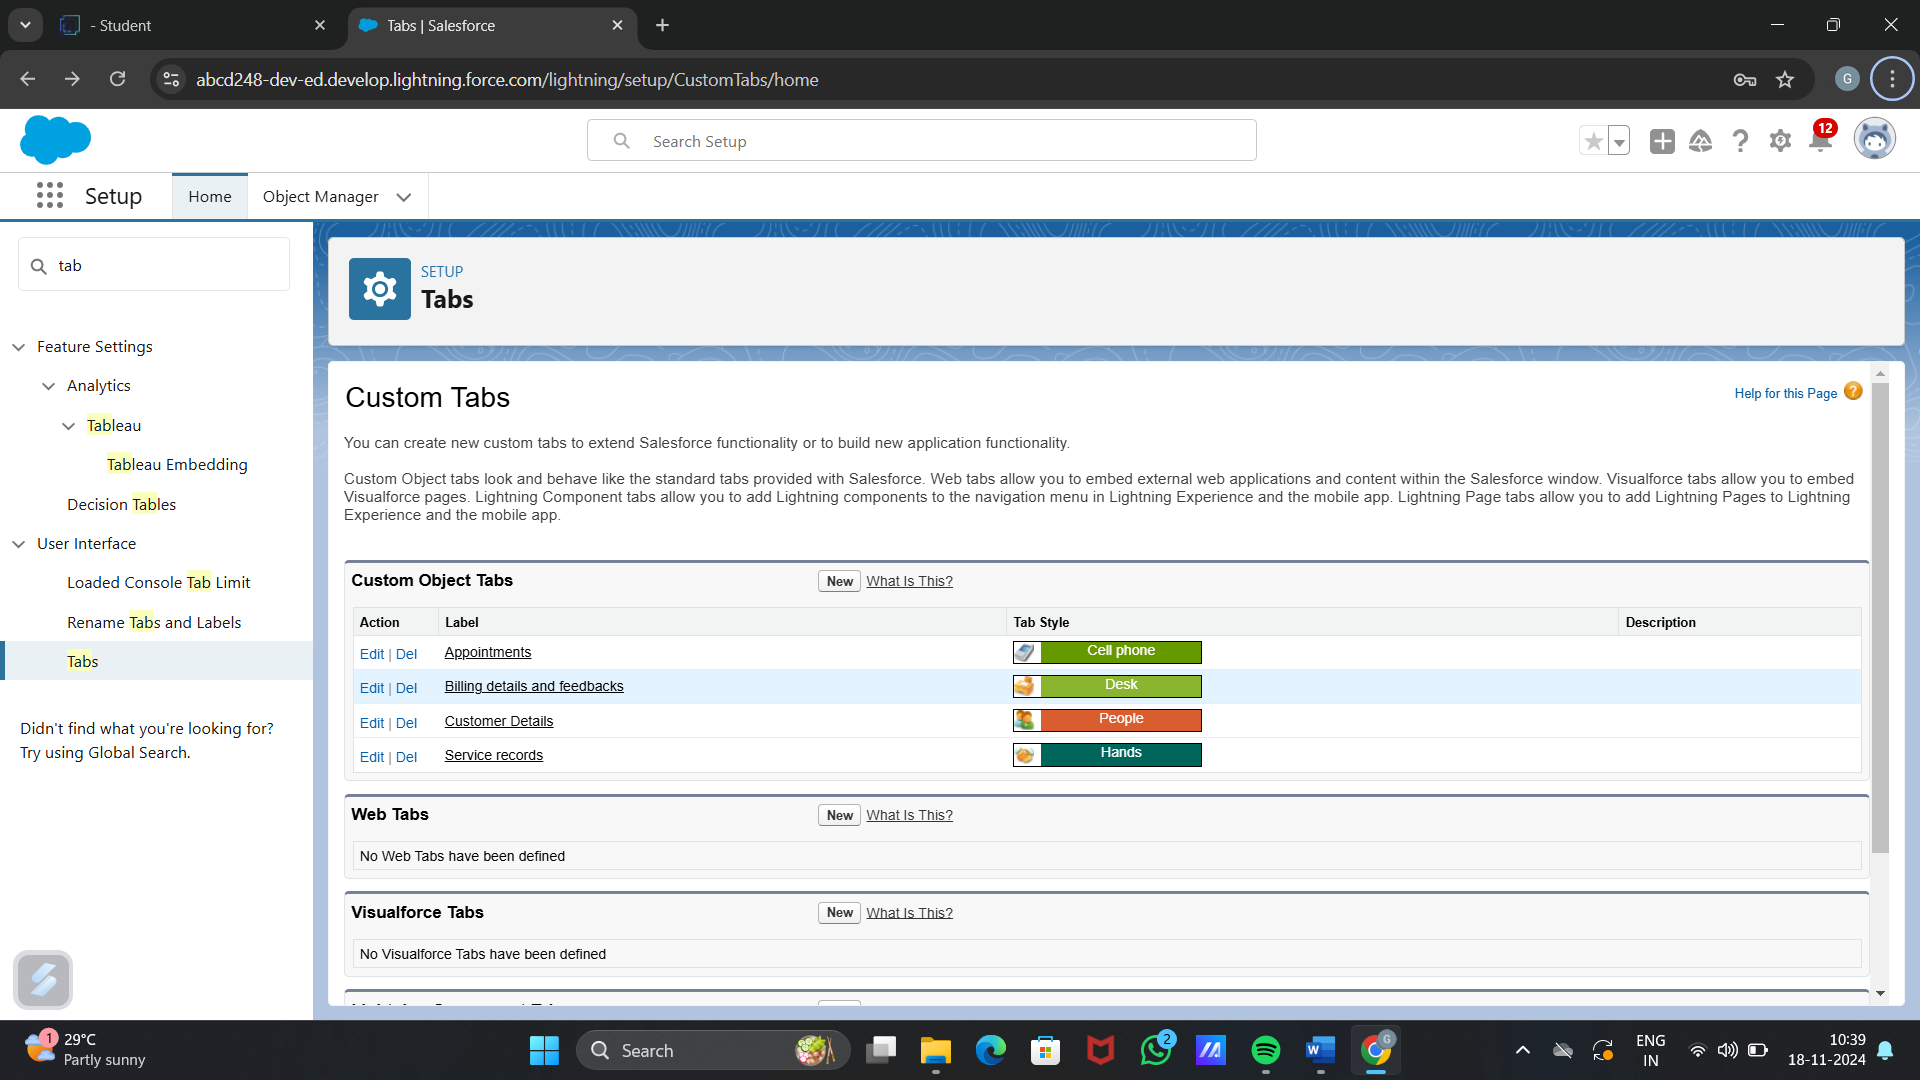 - Student
Tabs | Salesforce
abcd248-dev-ed.develop.lightning.force.com/lightning/setup/CustomTabs/home
G
Search Setup
12
Setup
Home
Object Manager
tab
Feature Settings
Analytics
Tableau
Tableau Embedding
Decision Tables
User Interface
Loaded Console Tab Limit
Rename Tabs and Labels
Tabs
Didn't find what you're looking for?
Try using Global Search.
SETUP
Tabs
Custom Tabs
Help for this Page ?
You can create new custom tabs to extend Salesforce functionality or to build new application functionality.
Custom Object tabs look and behave like the standard tabs provided with Salesforce. Web tabs allow you to embed external web applications and content within the Salesforce window. Visualforce tabs allow you to embed
Visualforce pages. Lightning Component tabs allow you to add Lightning components to the navigation menu in Lightning Experience and the mobile app. Lightning Page tabs allow you to add Lightning Pages to Lightning
Experience and the mobile app.
Custom Object Tabs New What Is This?
Action Label Tab Style Description
Edit | Del Appointments Cell phone
Edit | Del Billing details and feedbacks Desk
Edit | Del Customer Details People
Edit | Del Service records Hands
Web Tabs New What Is This?
No Web Tabs have been defined
Visualforce Tabs New What Is This?
No Visualforce Tabs have been defined
1
29°C
Partly sunny
Search
2
G
ENG
IN
10:39
18-11-2024